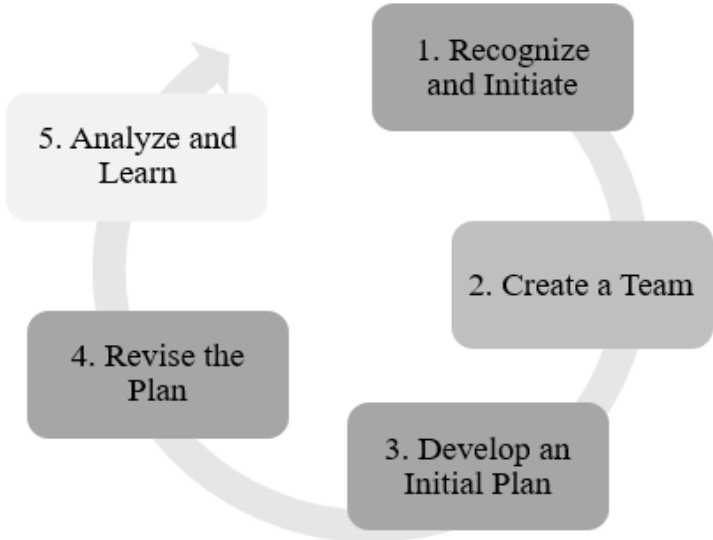 1. Recognize
and Initiate
2. Create a Team
3. Develop an
Initial Plan
4. Revise the
Plan
5. Analyze and
Learn